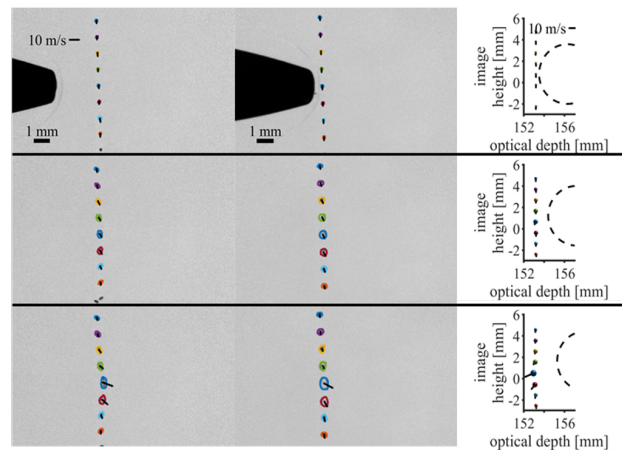 10 m/s
1 mm
1 mm
10 m/s
image
height [mm]
6
4
2
0
-2
152
156
optical depth [mm]
image
height [mm]
6
4
2
0
-2
152
156
optical depth [mm]
image
height [mm]
6
4
2
0
-2
152
156
optical depth [mm]